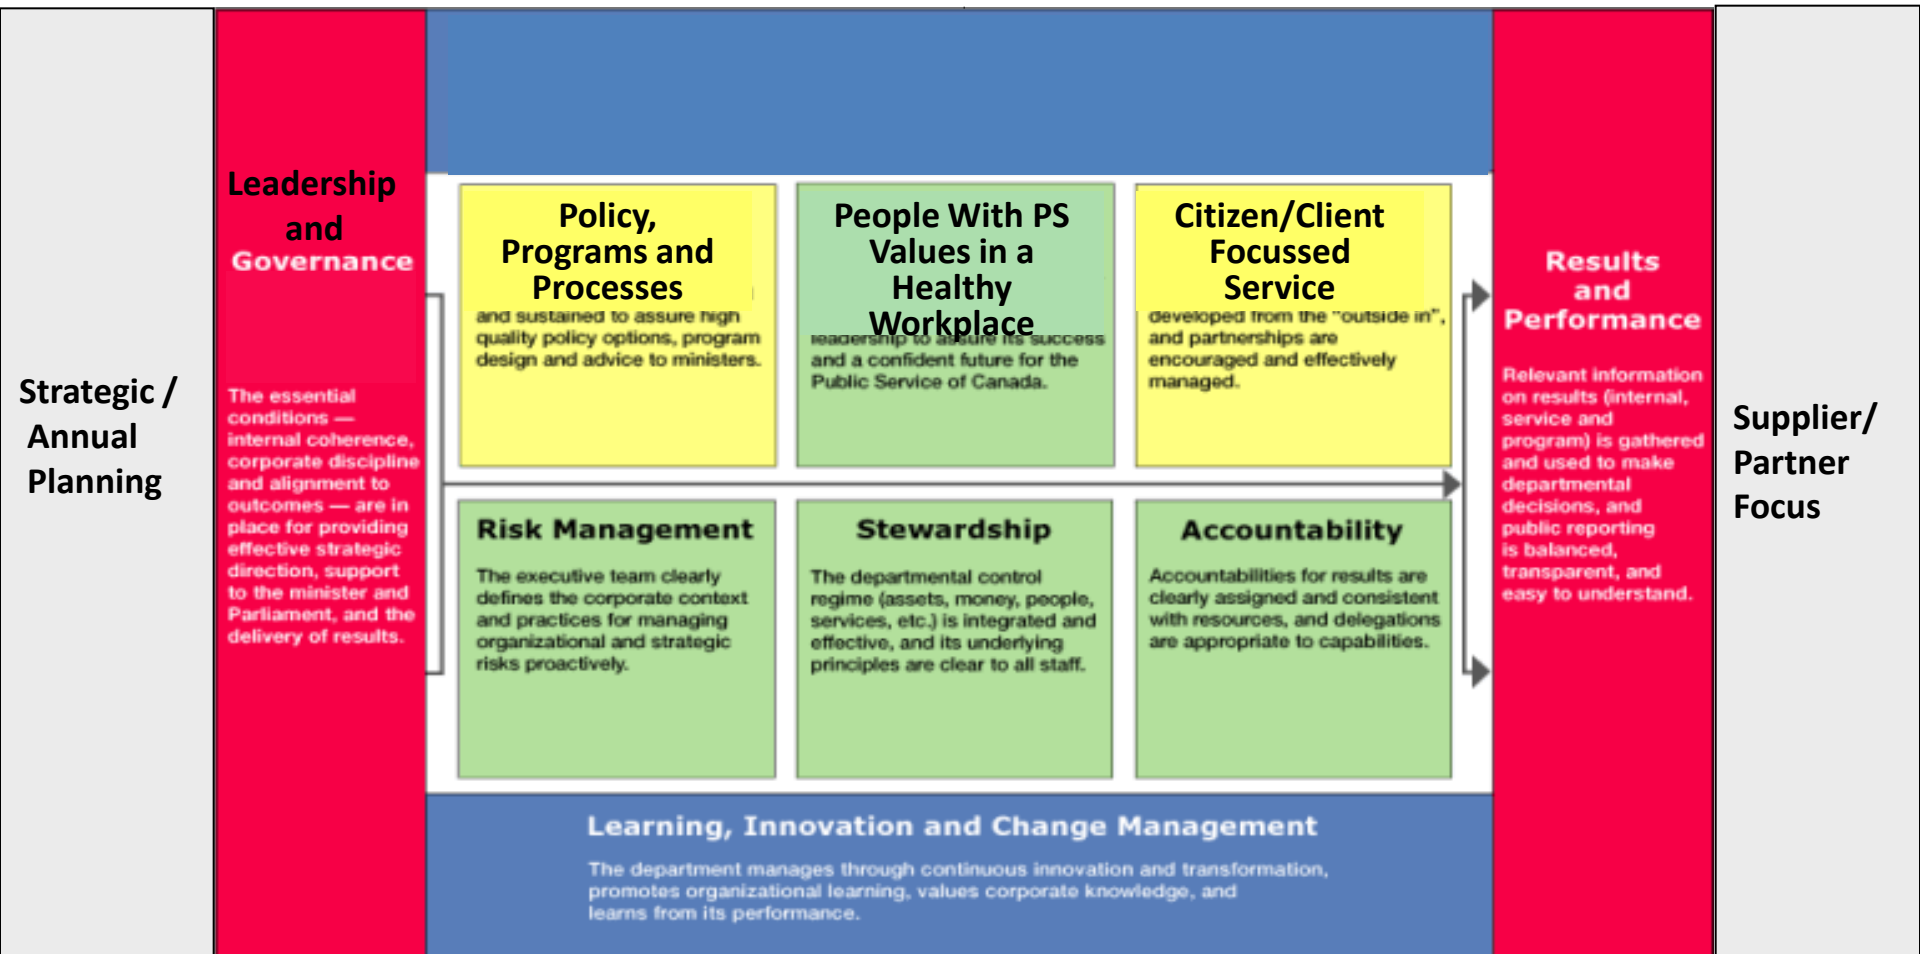 Strategic /
Annual
Planning
Leadership
and
Governance
The essential
conditions —
internal coherence,
corporate discipline
and alignment to
outcomes — are in
place for providing
effective strategic
direction, support
to the minister and
Parliament, and the
delivery of results.
Policy,
Programs and
Processes
and sustained to assure high
quality policy options, program
design and advice to ministers.
People With PS
Values in a
Healthy
Workplace
leadership to assure its success
and a confident future for the
Public Service of Canada.
Citizen/Client
Focussed
Service
developed from the "outside in",
and partnerships are
encouraged and effectively
managed.
Risk Management
The executive team clearly
defines the corporate context
and practices for managing
organizational and strategic
risks proactively.
Stewardship
The departmental control
regime (assets, money, people,
services, etc.) is integrated and
effective, and its underlying
principles are clear to all staff.
Accountability
Accountabilities for results are
clearly assigned and consistent
with resources, and delegations
are appropriate to capabilities.
Results
and
Performance
Relevant information
on results (internal,
service and
program) is gathered
and used to make
departmental
decisions, and
public reporting
is balanced,
transparent, and
easy to understand.
Supplier/
Partner
Focus
Learning, Innovation and Change Management
The department manages through continuous innovation and transformation,
promotes organizational learning, values corporate knowledge, and
learns from its performance.